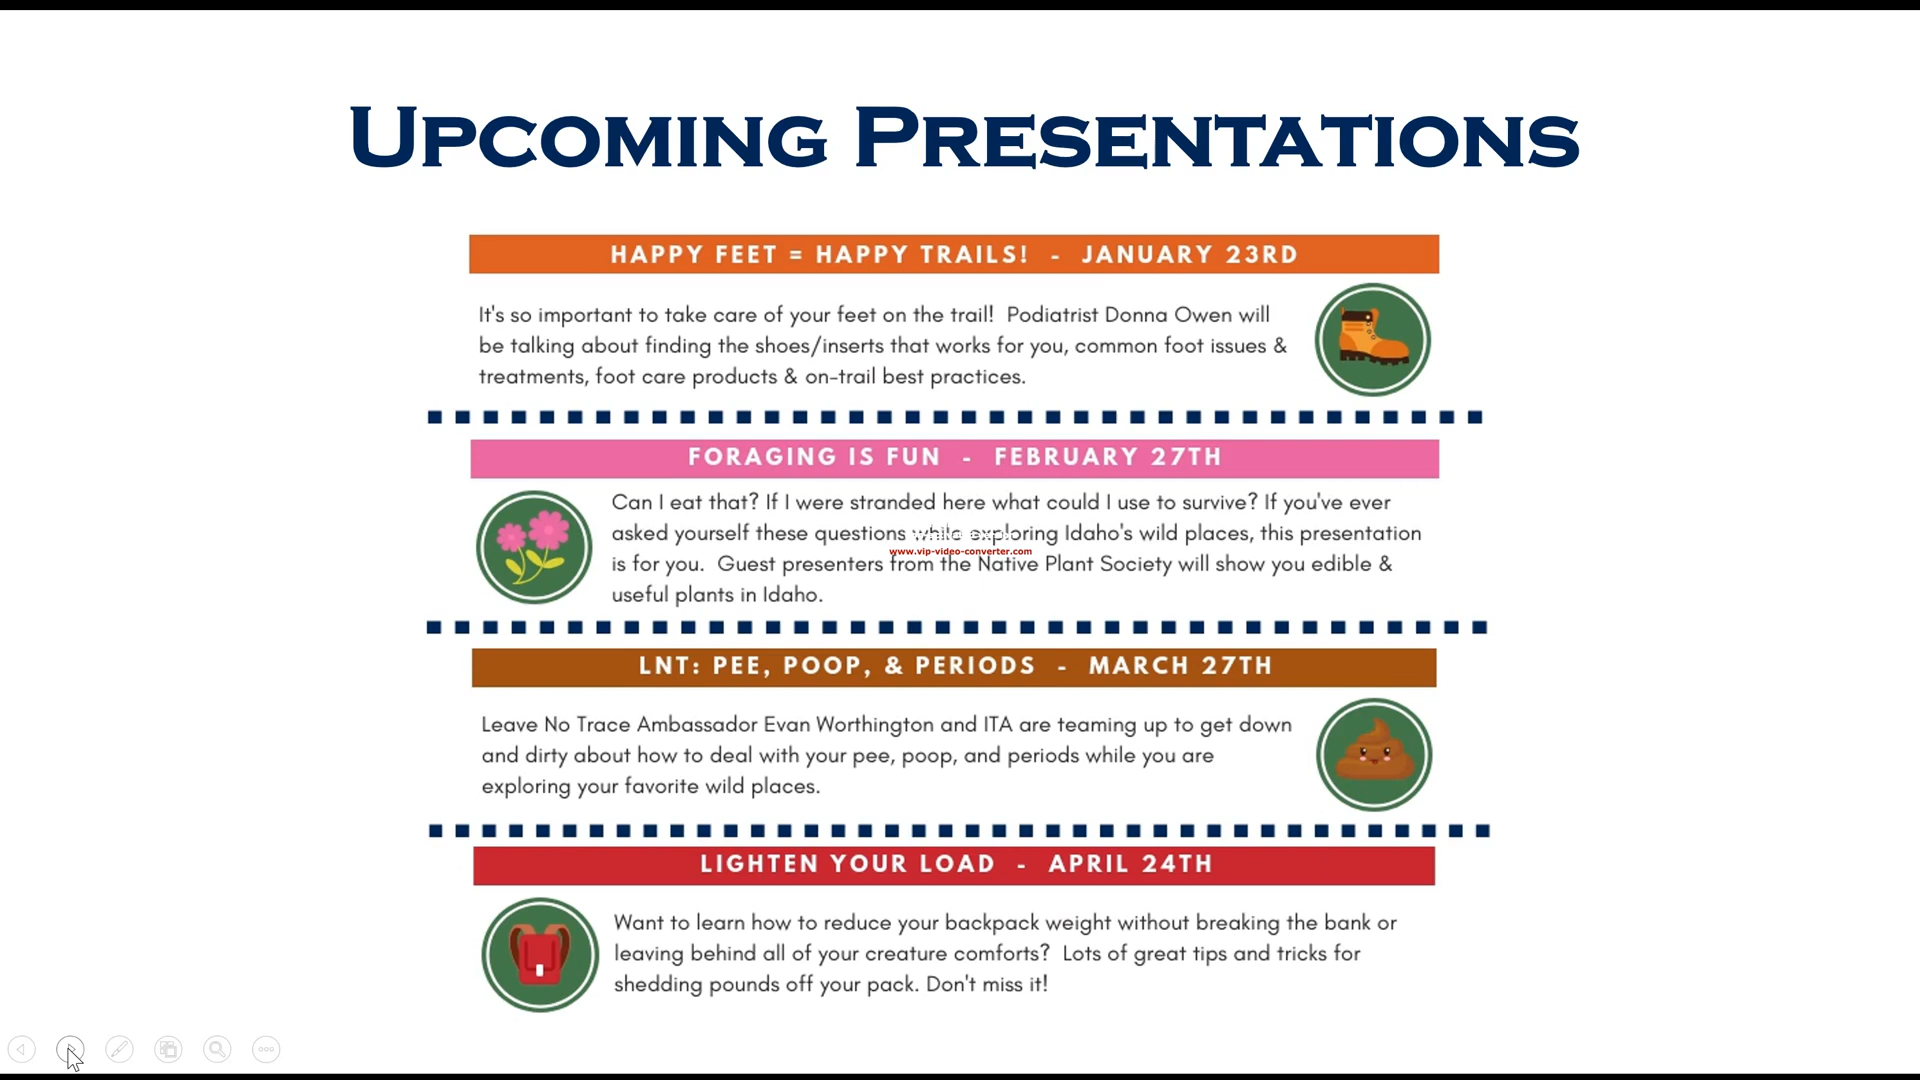 UPCOMING PRESENTATIONS
HAPPY FEET = HAPPY TRAILS! - JANUARY 23RD
It's so important to take care of your feet on the trail! Podiatrist Donna Owen will
be talking about finding the shoes/inserts that works for you, common foot issues &
treatments, foot care products & on-trail best practices.
FORAGING IS FUN - FEBRUARY 27TH
Can I eat that? If I were stranded here what could I use to survive? If you've ever
asked yourself these questions exploring Idaho's wild places, this presentation
www.vip-video-converter.com
is for you. Guest presenters from the Native Plant Society will show you edible &
useful plants in Idaho.
LNT: PEE, POOP, & PERIODS - MARCH 27TH
Leave No Trace Ambassador Evan Worthington and ITA are teaming up to get down
and dirty about how to deal with your pee, poop, and periods while you are
exploring your favorite wild places.
LIGHTEN YOUR LOAD - APRIL 24TH
Want to learn how to reduce your backpack weight without breaking the bank or
leaving behind all of your creature comforts? Lots of great tips and tricks for
shedding pounds off your pack. Don't miss it!